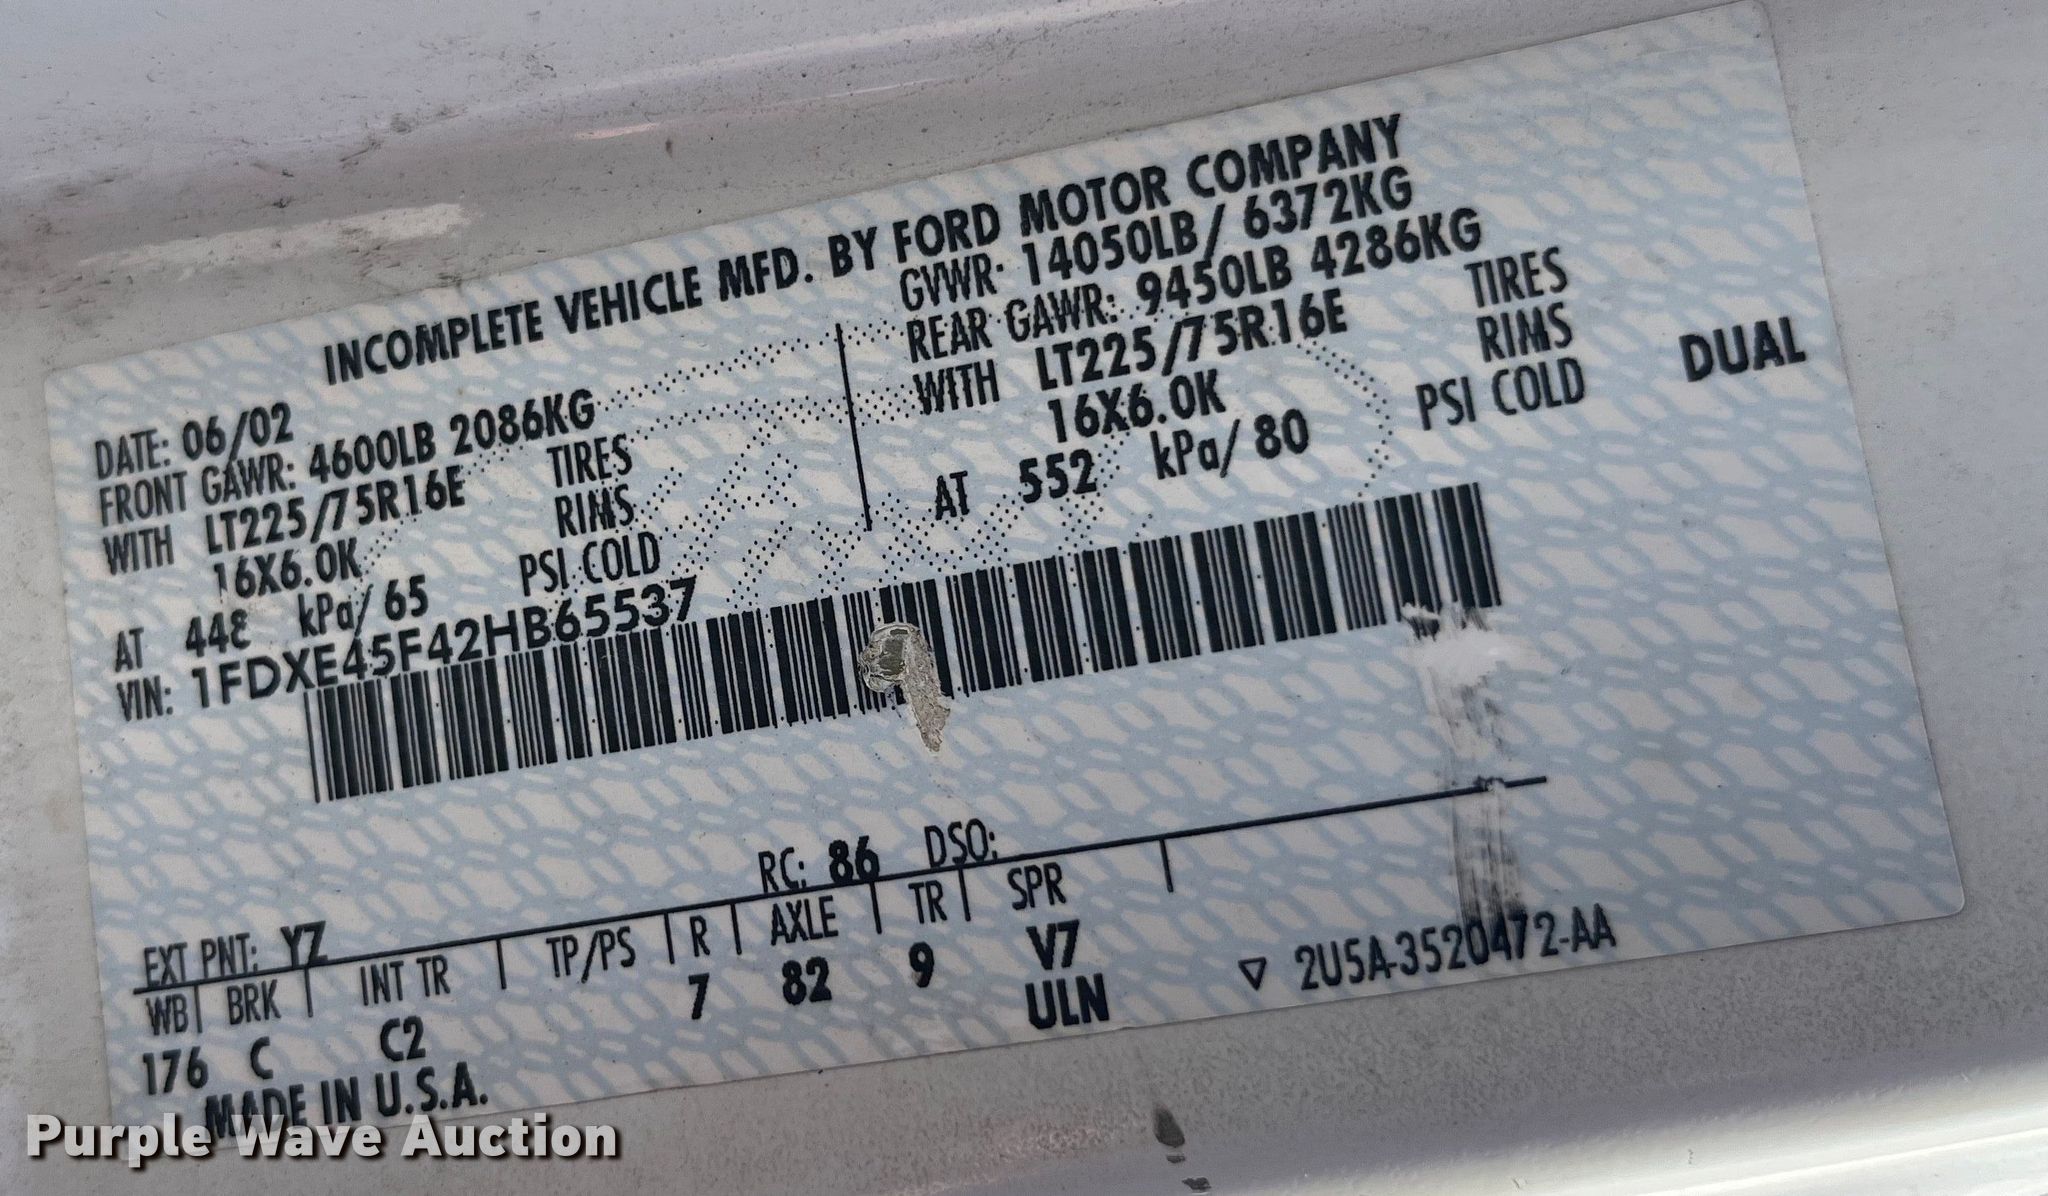 INCOMPLETE VEHICLE MFD. BY FORD MOTOR COMPANY
DATE: 06/02
GVWR: 14050LB/ 6372KG
FRONT GAWR: 4600LB 2086KG
REAR GAWR: 9450LB 4286KG
WITH LT225/75R16E TIRES
WITH LT225/75R16E TIRES
16X6.0K RIMS
16X6.0K RIMS
AT 448 kPa/ 65 PSI COLD
AT 552 kPa/ 80 PSI COLD DUAL
VIN: 1FDXE45F42HB65537
EXT PNT: YZ RC: 86 DSO:
WB BRK INT TR TP/PS R AXLE TR SPR
176 C C2 7 82 9 V7
ULN
▽ 2U5A-3520472-AA
MADE IN U.S.A.
Purple Wave Auction